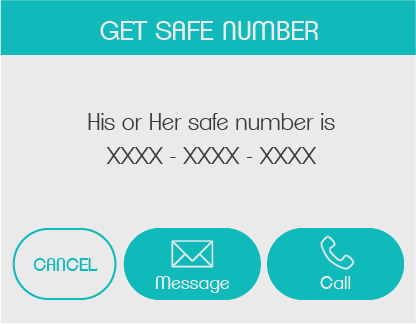 GET SAFE NUMBER
His or Her safe number is
XXXX - XXXX - XXXX
CANCEL
Message
Call